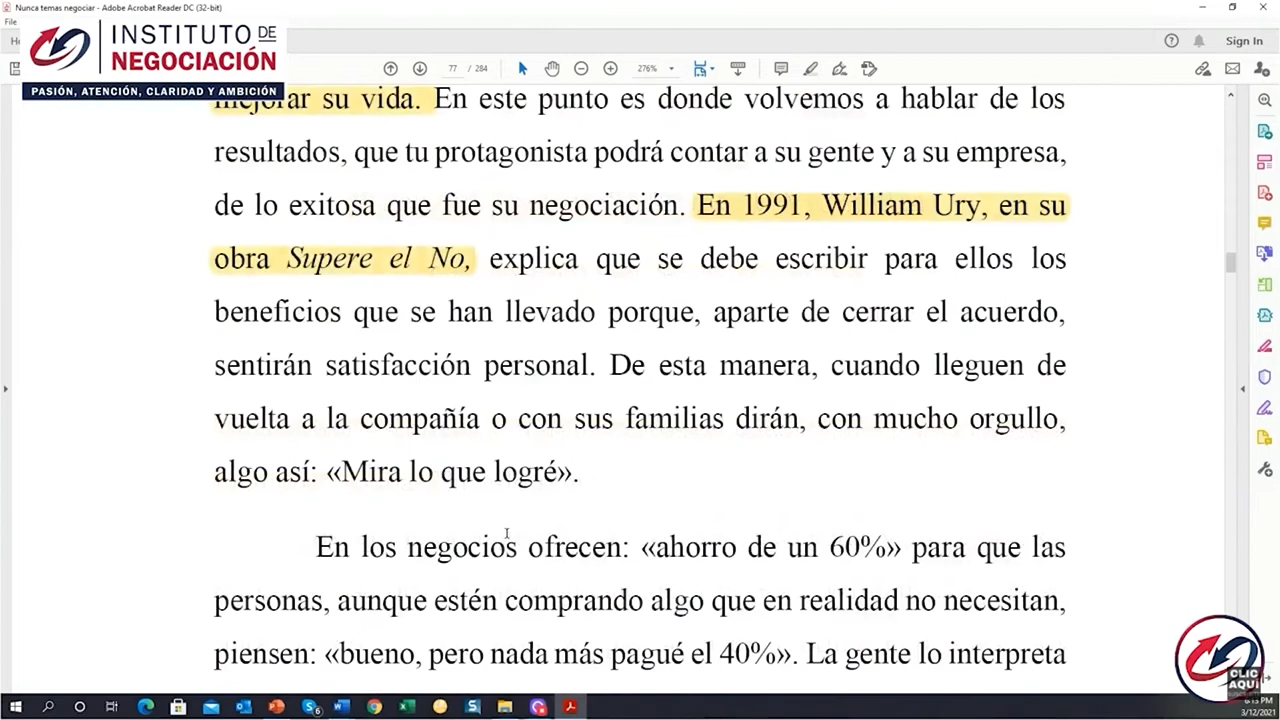 Nunca temas negociar - Adobe Acrobat Reader DC (32-bit)
File
INSTITUTO DE
NEGOCIACIÓN
PASIÓN, ATENCIÓN, CLARIDAD Y AMBICIÓN
77 / 284
276%
Sign In
mejorar su vida. En este punto es donde volvemos a hablar de los
resultados, que tu protagonista podrá contar a su gente y a su empresa,
de lo exitosa que fue su negociación. En 1991, William Ury, en su
obra Supere el No, explica que se debe escribir para ellos los
beneficios que se han llevado porque, aparte de cerrar el acuerdo,
sentirán satisfacción personal. De esta manera, cuando lleguen de
vuelta a la compañía o con sus familias dirán, con mucho orgullo,
algo así: «Mira lo que logré».
En los negocios ofrecen: «ahorro de un 60%» para que las
personas, aunque estén comprando algo que en realidad no necesitan,
piensen: «bueno, pero nada más pagué el 40%». La gente lo interpreta
CLIC
AQUÍ
6:15 PM
3/12/2021